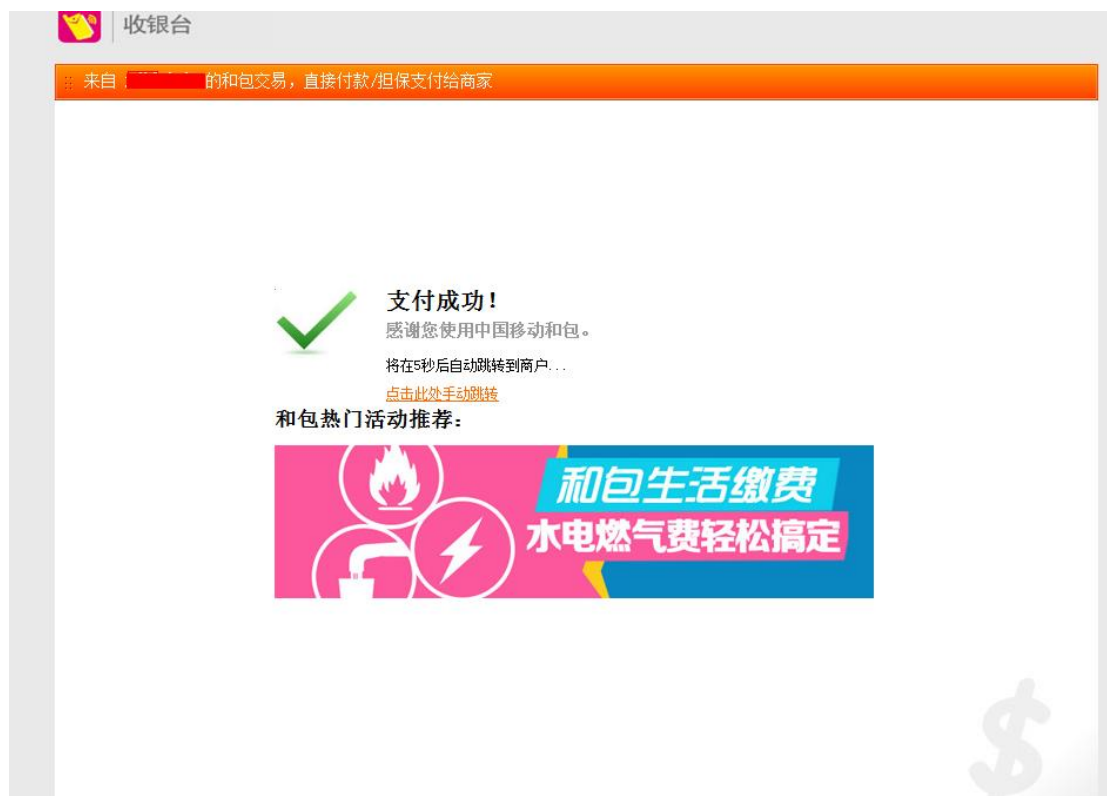 收银台
来自：的和包交易，直接付款/担保支付给商家
支付成功！
感谢您使用中国移动和包。
将在5秒后自动跳转到商户...
点击此处手动跳转
和包热门活动推荐：
和包生活缴费
水电燃气费轻松搞定